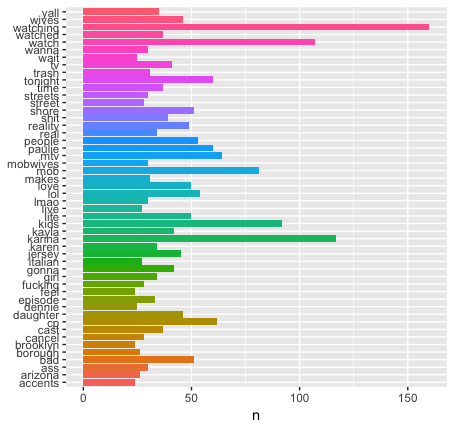 yall
wives
watching
watched
watch
wanna
wait
tv
trash
tonight
time
streets
street
shore
shit
reality
real
people
paulie
mtv
mobwives
mob
makes
love
lol
lmao
live
life
kids
kayla
karma
karen
jersey
italian
gonna
girl
fucking
feel
episode
dennie
daughter
cp
cast
cancel
brooklyn
borough
bad
ass
arizona
accents
0 50 100 150
n